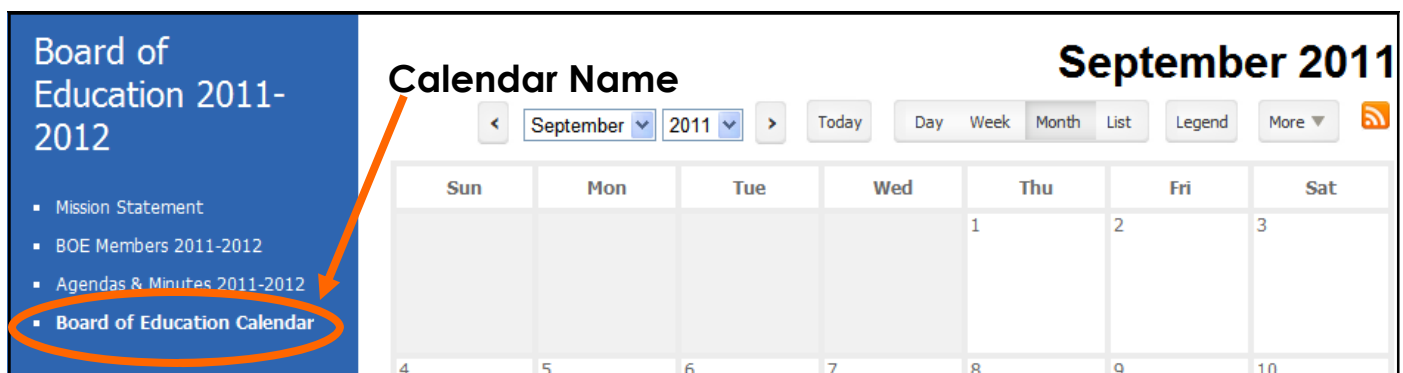 Board of
Education 2011-
2012
Mission Statement
BOE Members 2011-2012
Agendas & Minutes 2011-2012
Board of Education Calendar
Calendar Name
September 2011
< September 2011 > Today Day Week Month List Legend More ▼
Sun Mon Tue Wed Thu Fri Sat
1 2 3
4 5 6 7 8 9 10